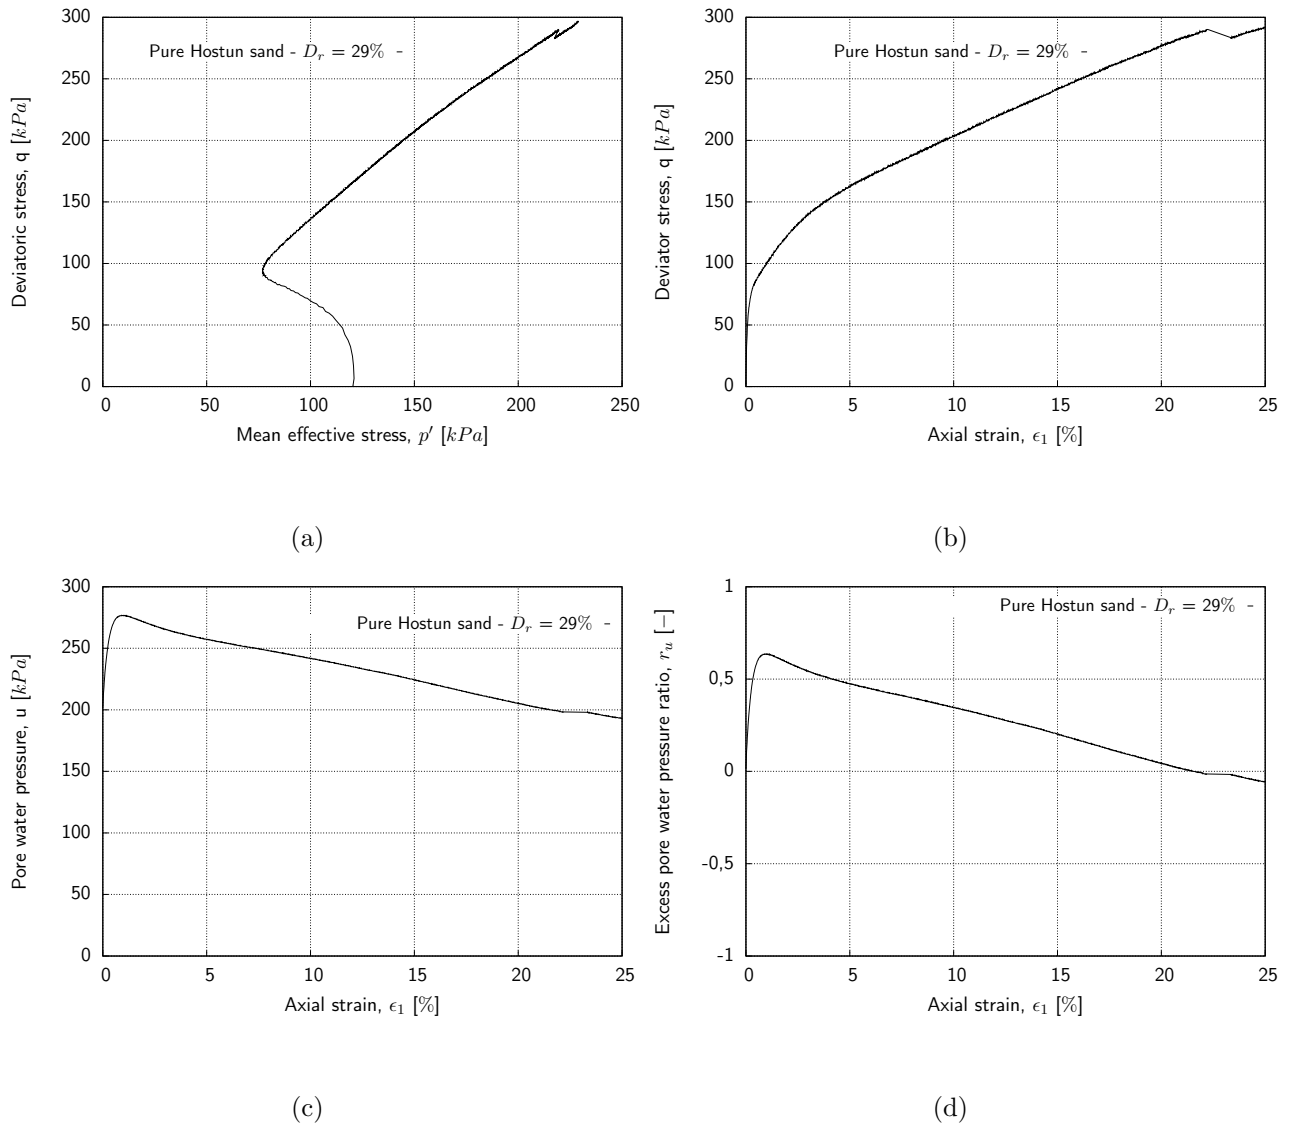 300
250
200
150
100
50
0
0 50 100 150 200 250
Deviatoric stress, q [kPa]
Mean effective stress, p′ [kPa]
Pure Hostun sand - D_r = 29%
(a)
300
250
200
150
100
50
0
0 5 10 15 20 25
Deviator stress, q [kPa]
Axial strain, ϵ₁ [%]
Pure Hostun sand - D_r = 29%
(b)
300
250
200
150
100
50
0
0 5 10 15 20 25
Pore water pressure, u [kPa]
Axial strain, ϵ₁ [%]
Pure Hostun sand - D_r = 29%
(c)
1
0,5
0
-0,5
-1
0 5 10 15 20 25
Excess pore water pressure ratio, r_u [−]
Axial strain, ϵ₁ [%]
Pure Hostun sand - D_r = 29%
(d)